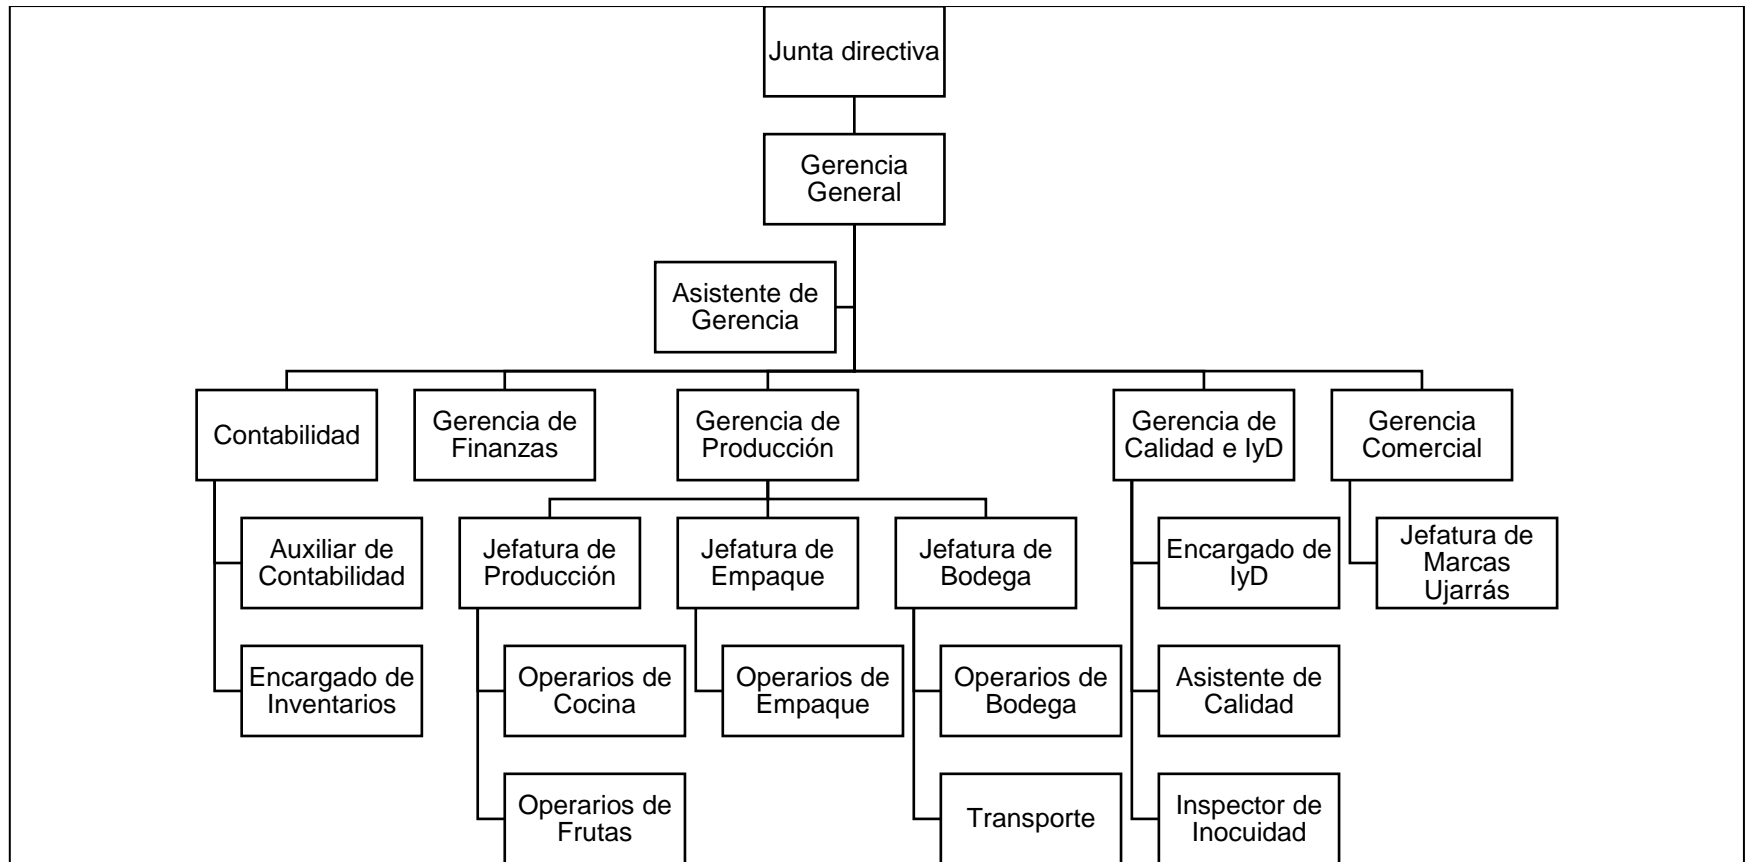 Junta directiva
Gerencia
General
Asistente de
Gerencia
Contabilidad
Gerencia de
Finanzas
Gerencia de
Producción
Gerencia de
Calidad e IyD
Gerencia
Comercial
Auxiliar de
Contabilidad
Jefatura de
Producción
Jefatura de
Empaque
Jefatura de
Bodega
Encargado de
IyD
Jefatura de
Marcas
Ujarrás
Encargado de
Inventarios
Operarios de
Cocina
Operarios de
Empaque
Operarios de
Bodega
Asistente de
Calidad
Operarios de
Frutas
Transporte
Inspector de
Inocuidad